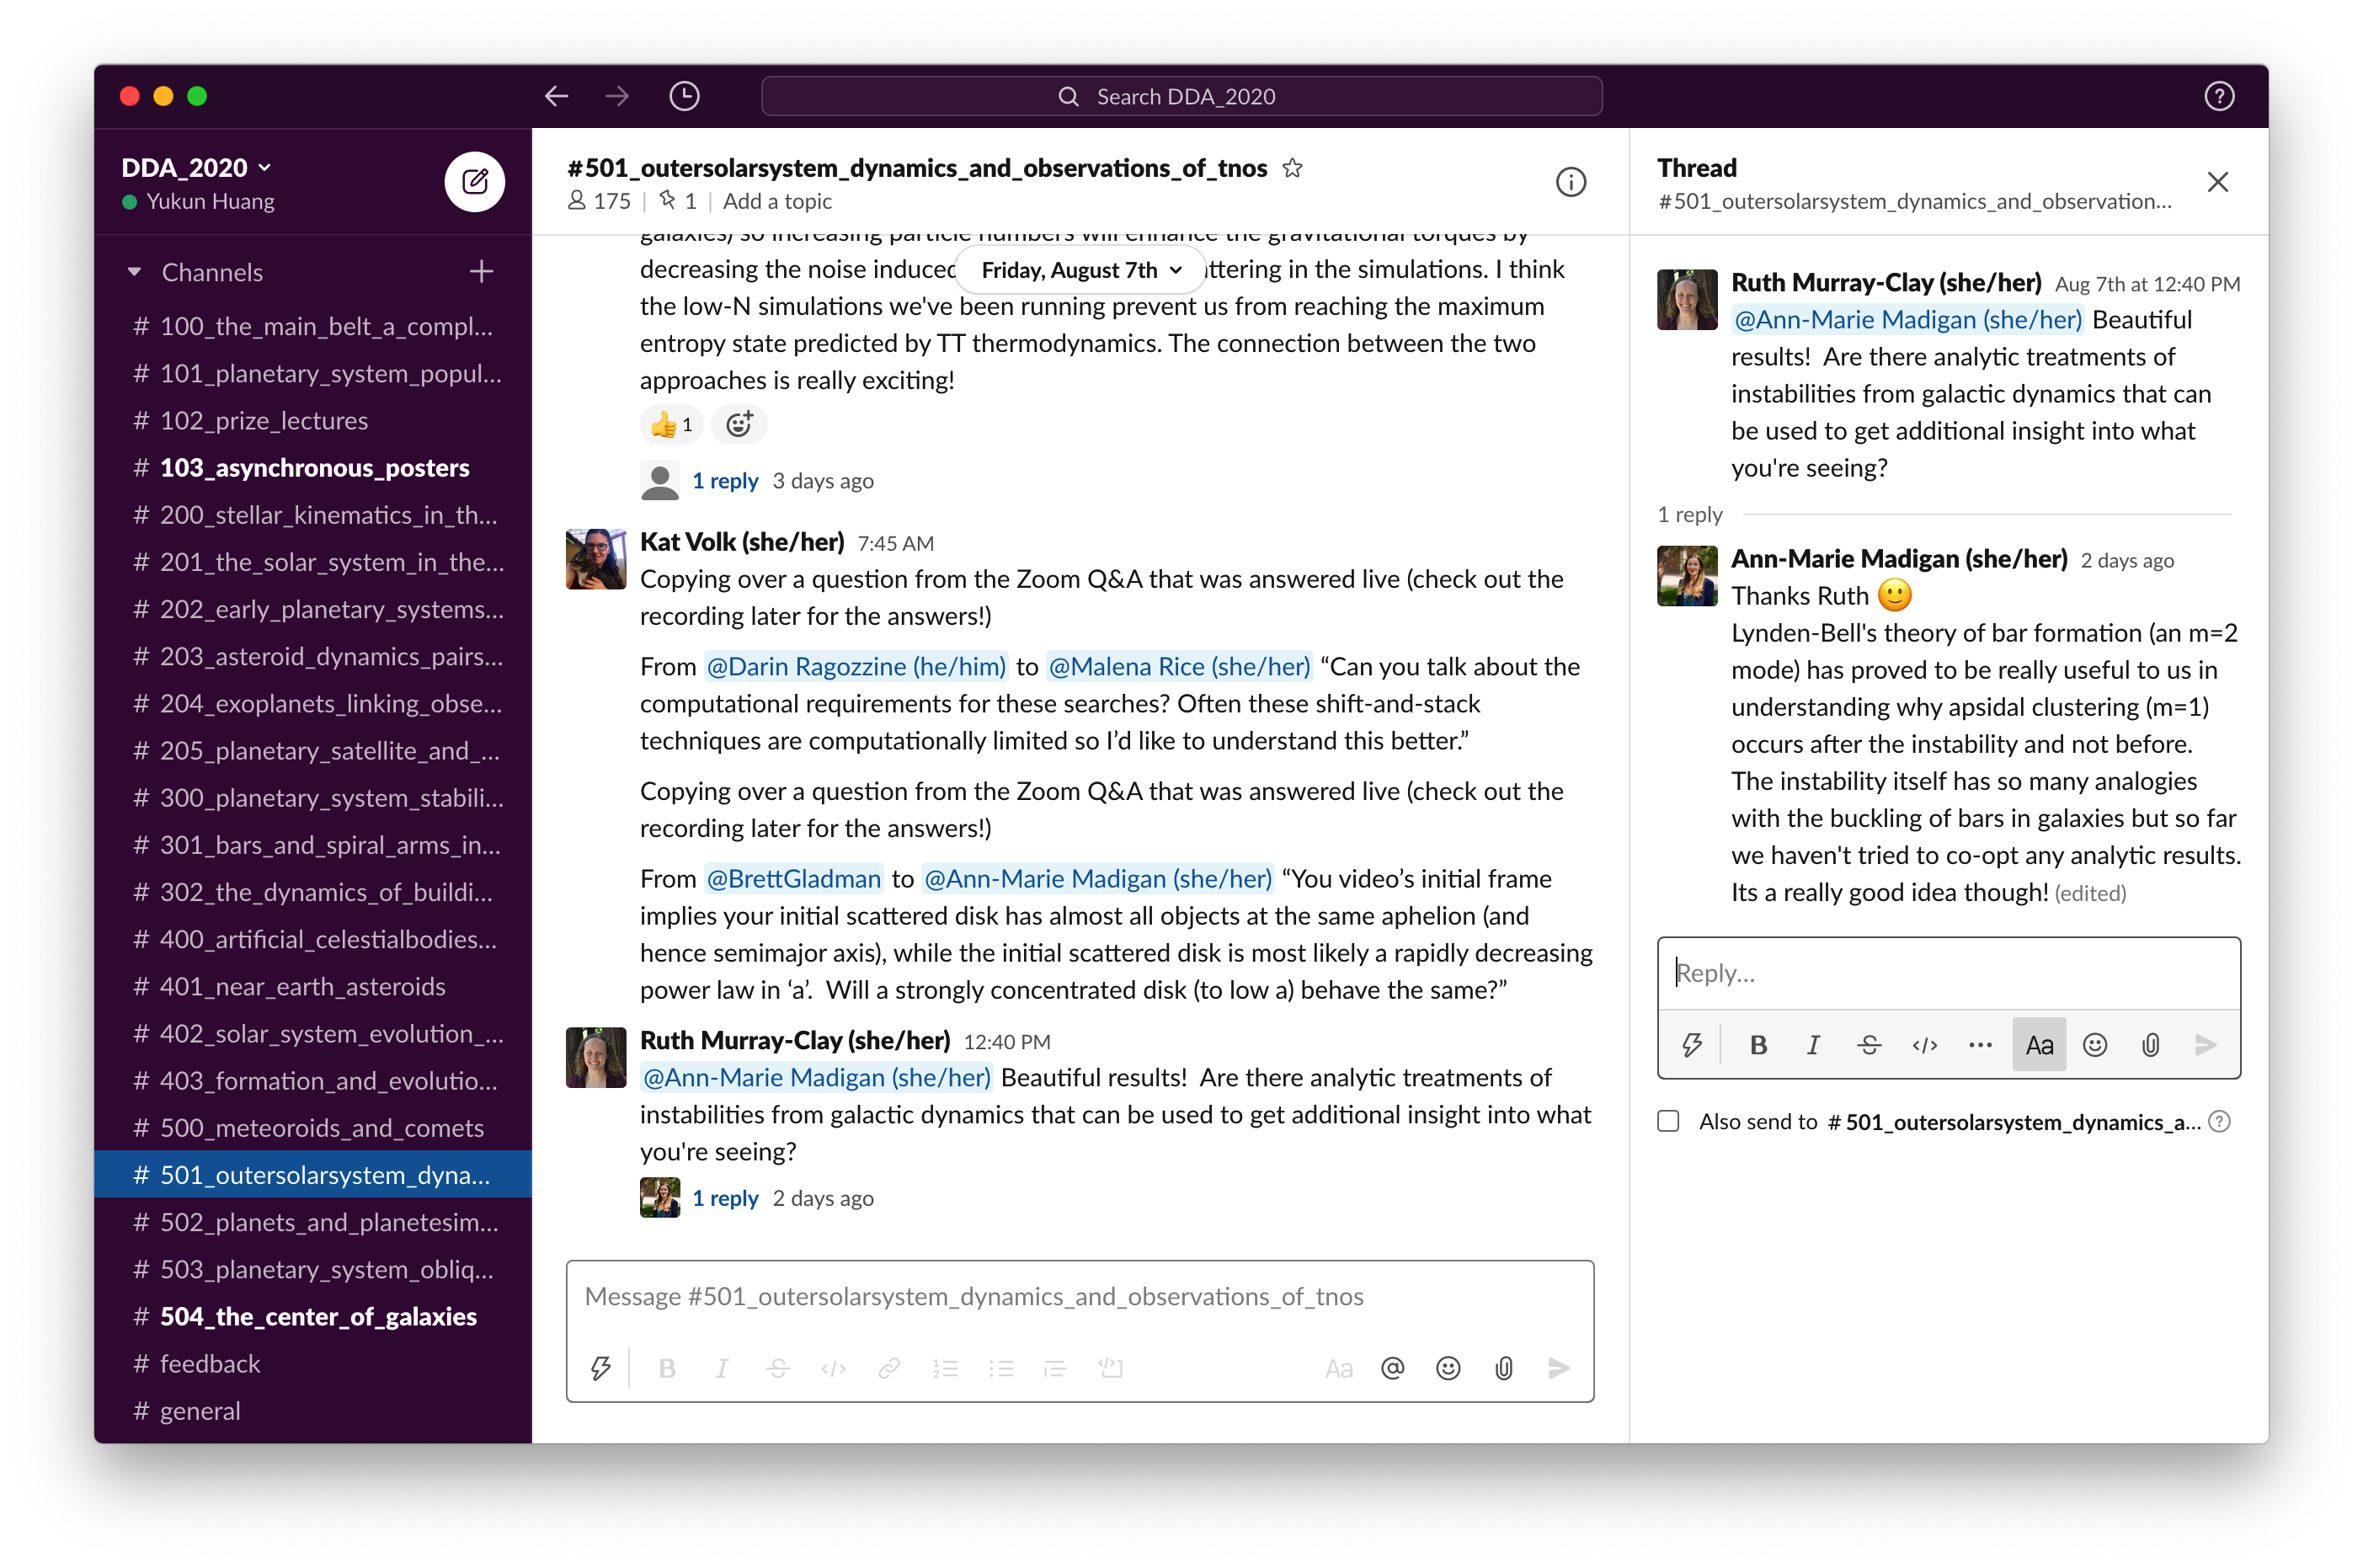 Search DDA_2020
DDA_2020
Yukun Huang
Channels
# 100_the_main_belt_a_compl...
# 101_planetary_system_popul...
# 102_prize_lectures
# 103_asynchronous_posters
# 200_stellar_kinematics_in_th...
# 201_the_solar_system_in_the...
# 202_early_planetary_systems...
# 203_asteroid_dynamics_pairs...
# 204_exoplanets_linking_obse...
# 205_planetary_satellite_and_...
# 300_planetary_system_stabili...
# 301_bars_and_spiral_arms_in...
# 302_the_dynamics_of_buildi...
# 400_artificial_celestialbodies...
# 401_near_earth_asteroids
# 402_solar_system_evolution_...
# 403_formation_and_evolutio...
# 500_meteoroids_and_comets
# 501_outersolarsystem_dyna...
# 502_planets_and_planetesim...
# 503_planetary_system_obliq...
# 504_the_center_of_galaxies
# feedback
# general
#501_outersolarsystem_dynamics_and_observations_of_tnos
175 | 1 | Add a topic
galaxies) so increasing particle numbers will enhance the gravitational torques by
Friday, August 7th
decreasing the noise induced ttering in the simulations. I think
the low-N simulations we've been running prevent us from reaching the maximum
entropy state predicted by TT thermodynamics. The connection between the two
approaches is really exciting!
👍 1
1 reply 3 days ago
Kat Volk (she/her) 7:45 AM
Copying over a question from the Zoom Q&A that was answered live (check out the
recording later for the answers!)
From @Darin Ragozzine (he/him) to @Malena Rice (she/her) “Can you talk about the
computational requirements for these searches? Often these shift-and-stack
techniques are computationally limited so I’d like to understand this better.”
Copying over a question from the Zoom Q&A that was answered live (check out the
recording later for the answers!)
From @BrettGladman to @Ann-Marie Madigan (she/her) “You video’s initial frame
implies your initial scattered disk has almost all objects at the same aphelion (and
hence semimajor axis), while the initial scattered disk is most likely a rapidly decreasing
power law in ‘a’.  Will a strongly concentrated disk (to low a) behave the same?”
Ruth Murray-Clay (she/her) 12:40 PM
@Ann-Marie Madigan (she/her) Beautiful results!  Are there analytic treatments of
instabilities from galactic dynamics that can be used to get additional insight into what
you're seeing?
1 reply 2 days ago
Message #501_outersolarsystem_dynamics_and_observations_of_tnos
B I S </> Aa @
Thread
#501_outersolarsystem_dynamics_and_observation...
Ruth Murray-Clay (she/her) Aug 7th at 12:40 PM
@Ann-Marie Madigan (she/her) Beautiful
results!  Are there analytic treatments of
instabilities from galactic dynamics that can
be used to get additional insight into what
you're seeing?
1 reply
Ann-Marie Madigan (she/her) 2 days ago
Thanks Ruth 🙂
Lynden-Bell's theory of bar formation (an m=2
mode) has proved to be really useful to us in
understanding why apsidal clustering (m=1)
occurs after the instability and not before.
The instability itself has so many analogies
with the buckling of bars in galaxies but so far
we haven't tried to co-opt any analytic results.
Its a really good idea though! (edited)
Reply...
B I S </> ... Aa
Also send to # 501_outersolarsystem_dynamics_a...